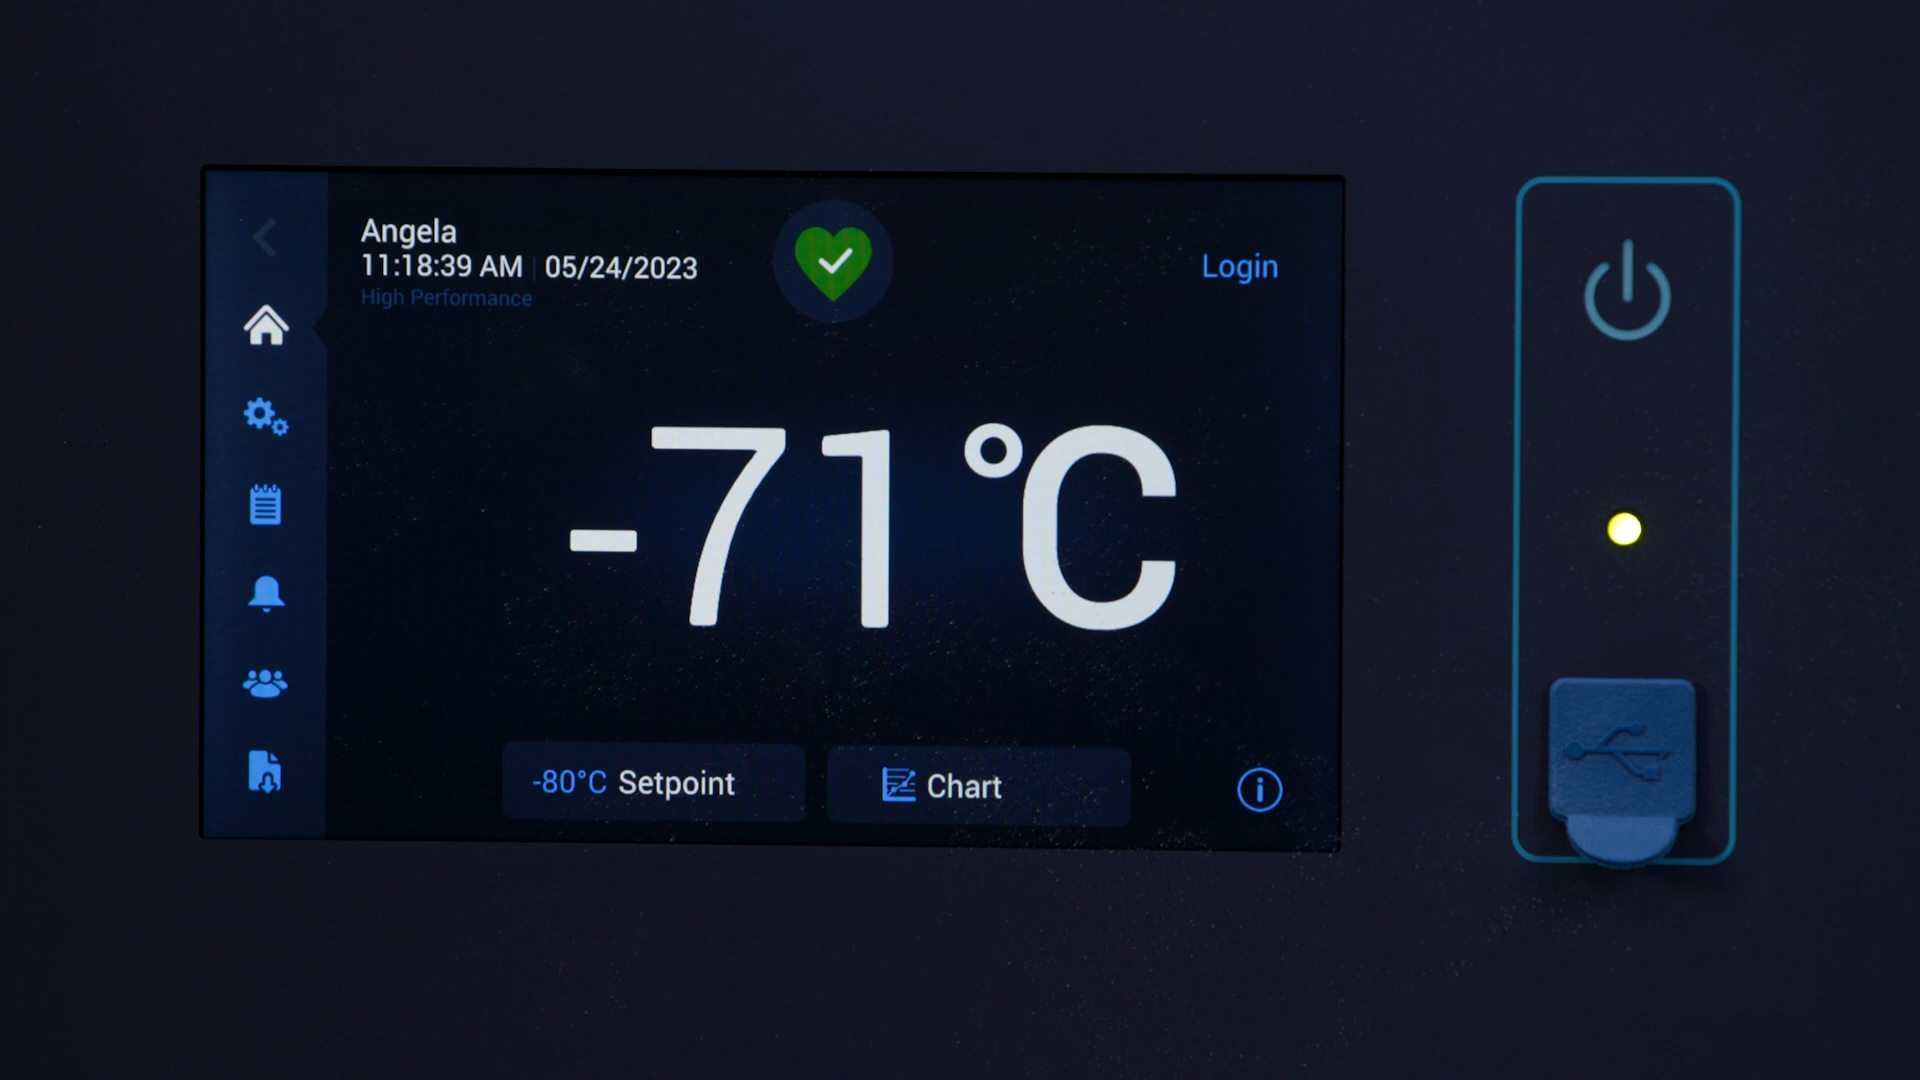 Angela
11:18:39 AM | 05/24/2023
High Performance
Login
-71°C
-80°C Setpoint
Chart